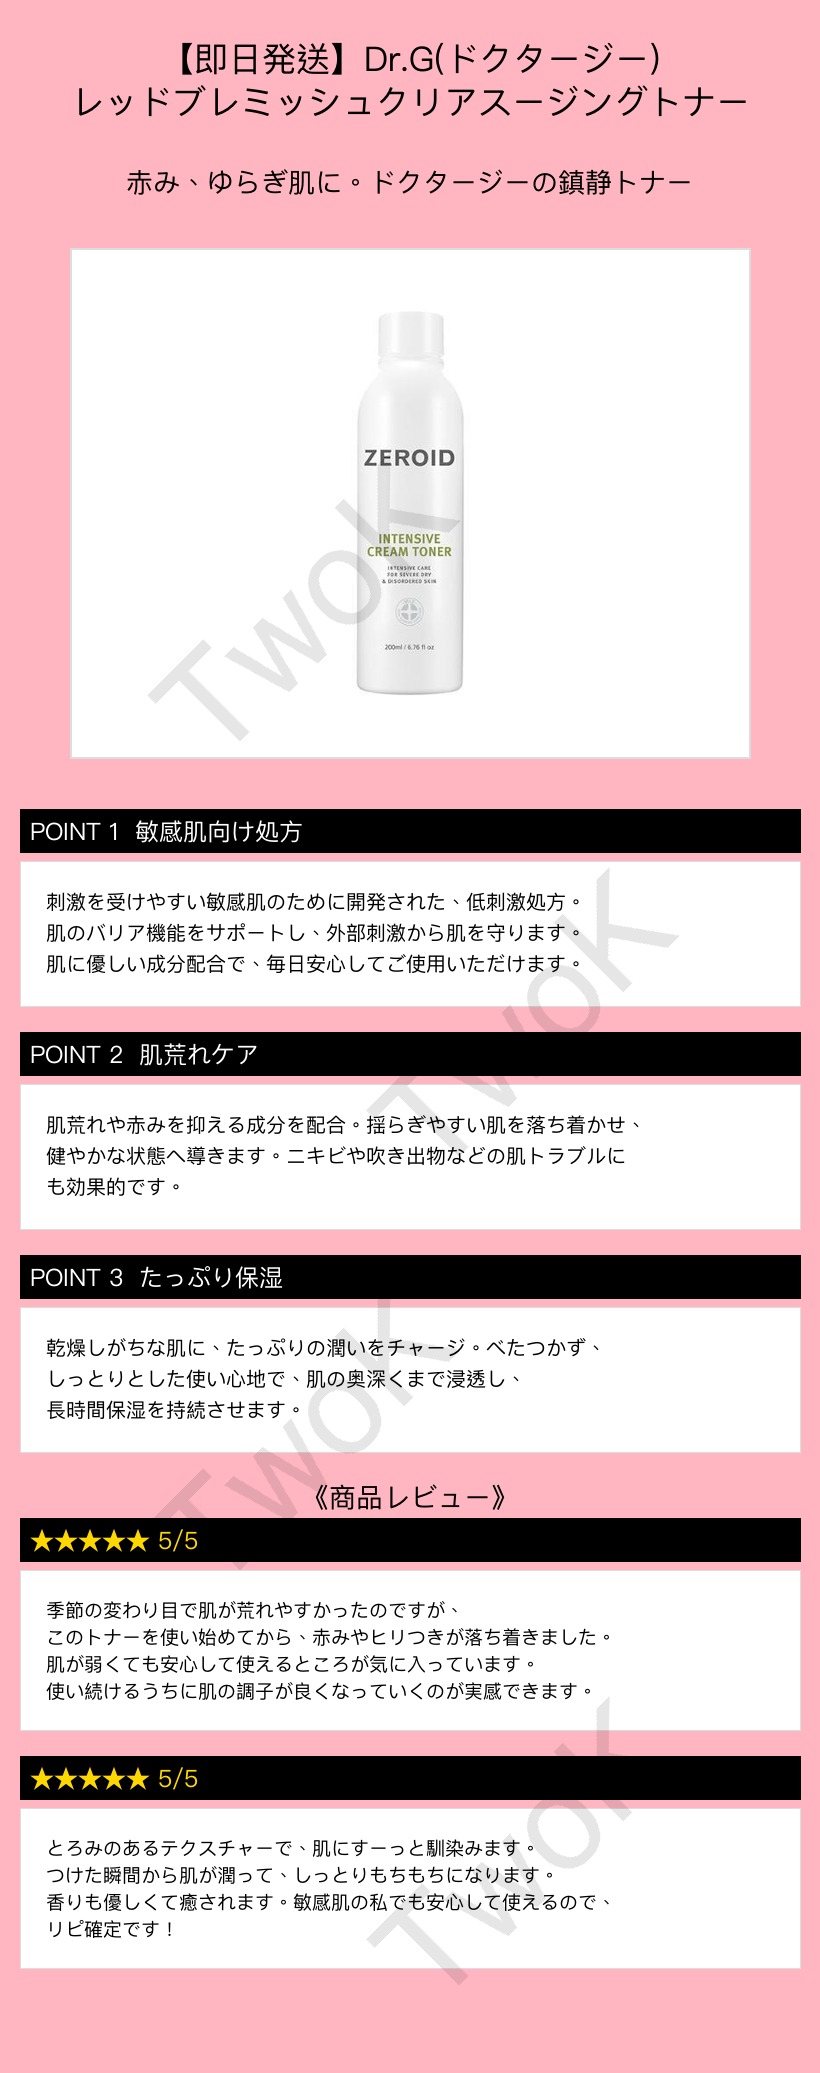 【即日発送】Dr.G(ドクタージー)
レッドブレミッシュクリアスージングトナー
赤み、ゆらぎ肌に。ドクタージーの鎮静トナー
ZEROID
INTENSIVE
CREAM TONER
INTENSIVE CARE
FOR SEVERE DRY
& DISORDERED SKIN
200ml / 6.76 fl oz
TwoK
POINT 1 敏感肌向け処方
刺激を受けやすい敏感肌のために開発された、低刺激処方。
肌のバリア機能をサポートし、外部刺激から肌を守ります。
肌に優しい成分配合で、毎日安心してご使用いただけます。
TwoK
POINT 2 肌荒れケア
肌荒れや赤みを抑える成分を配合。揺らぎやすい肌を落ち着かせ、
健やかな状態へ導きます。ニキビや吹き出物などの肌トラブルに
も効果的です。
POINT 3 たっぷり保湿
乾燥しがちな肌に、たっぷりの潤いをチャージ。べたつかず、
しっとりとした使い心地で、肌の奥深くまで浸透し、
長時間保湿を持続させます。
TwoK
《商品レビュー》
★★★★★ 5/5
季節の変わり目で肌が荒れやすかったのですが、
このトナーを使い始めてから、赤みやヒリつきが落ち着きました。
肌が弱くても安心して使えるところが気に入っています。
使い続けるうちに肌の調子が良くなっていくのが実感できます。
★★★★★ 5/5
とろみのあるテクスチャーで、肌にすーっと馴染みます。
つけた瞬間から肌が潤って、しっとりもちもちになります。
香りも優しくて癒されます。敏感肌の私でも安心して使えるので、
リピ確定です！
TwoK